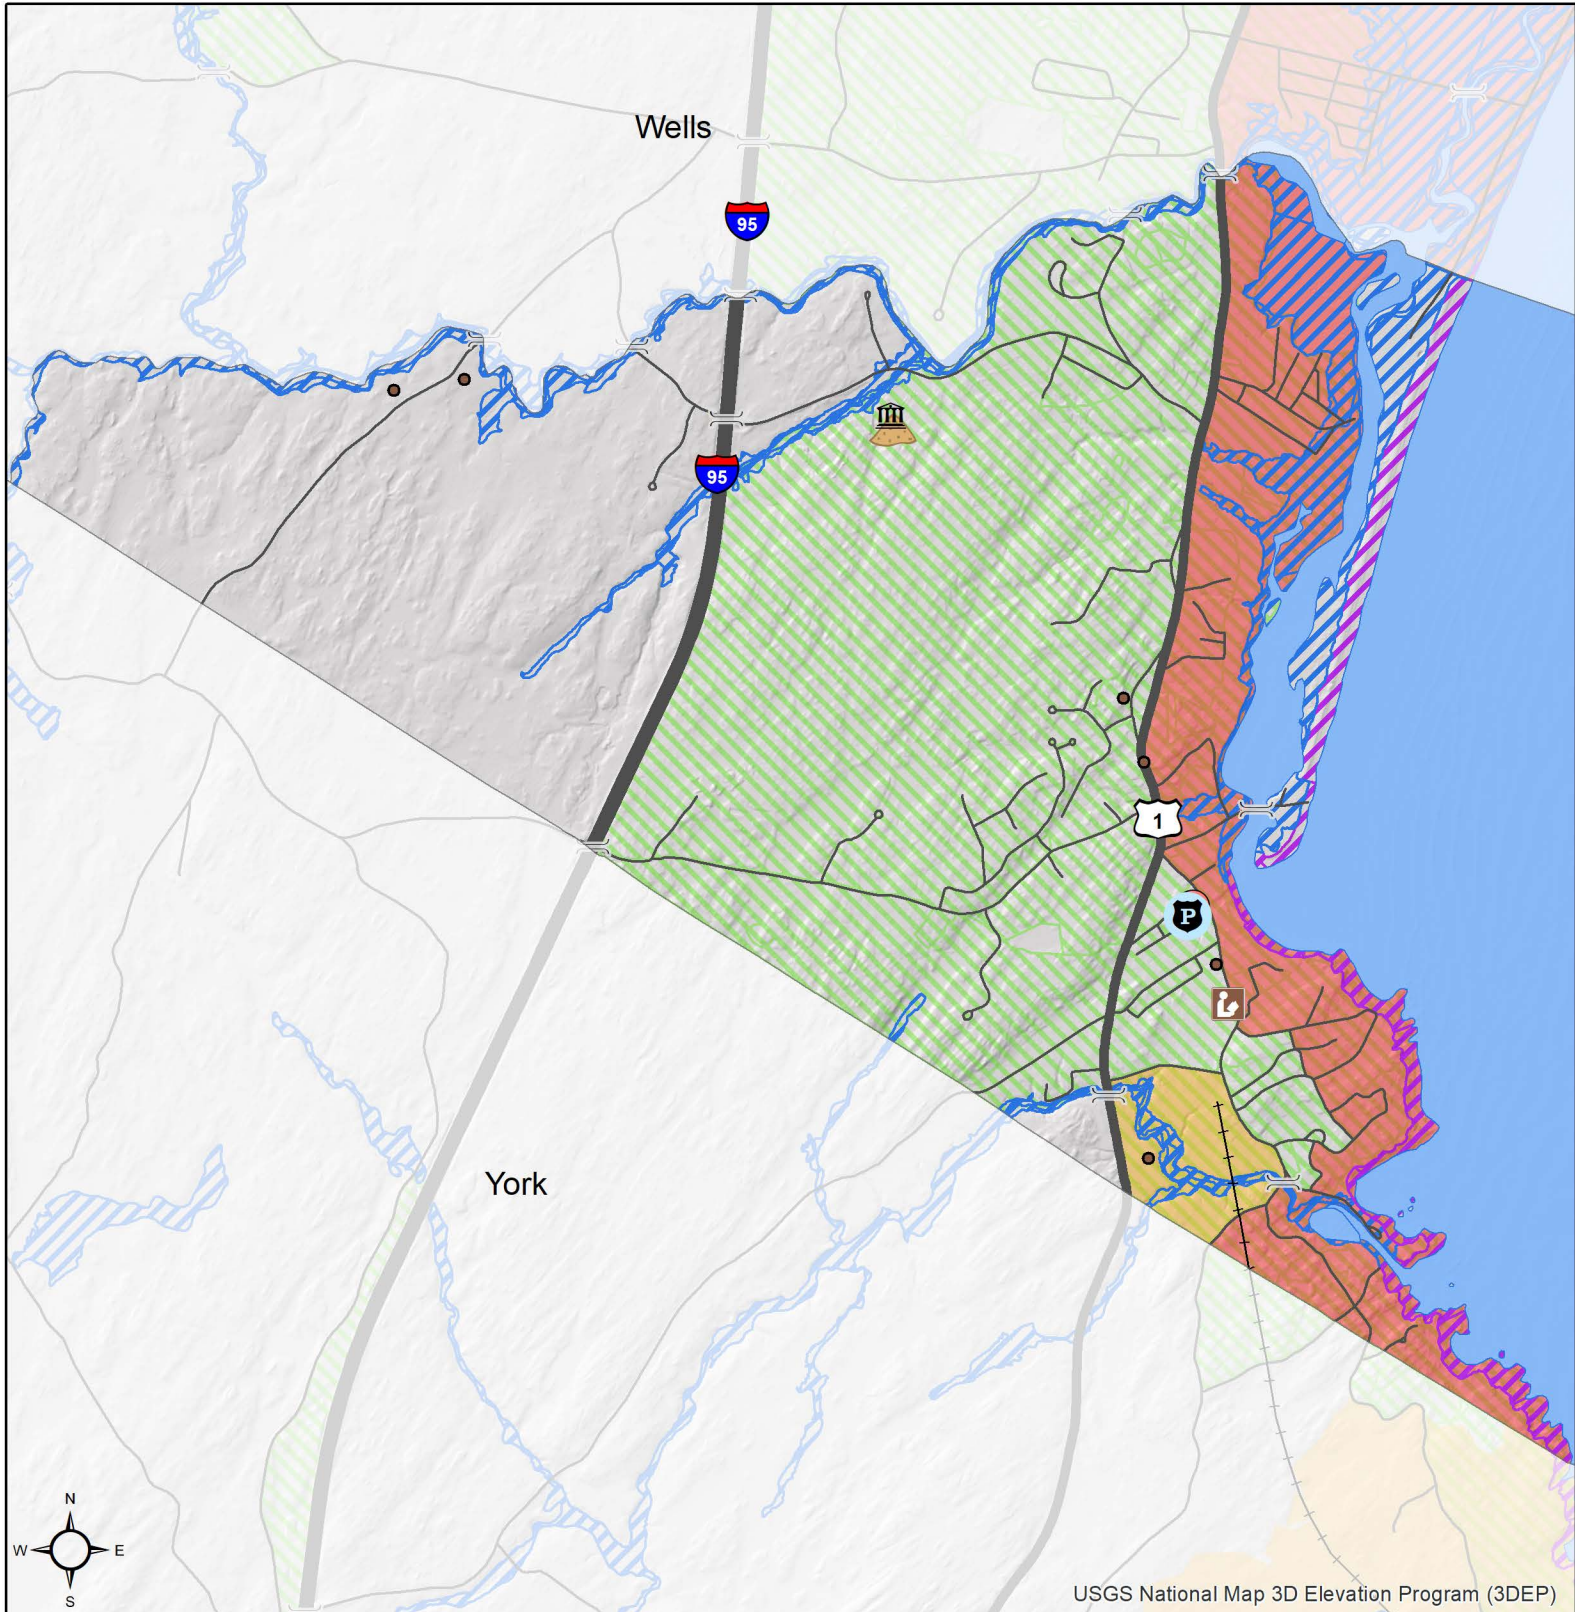 Wells
95
95
1
P
York
N
W E
S
USGS National Map 3D Elevation Program (3DEP)